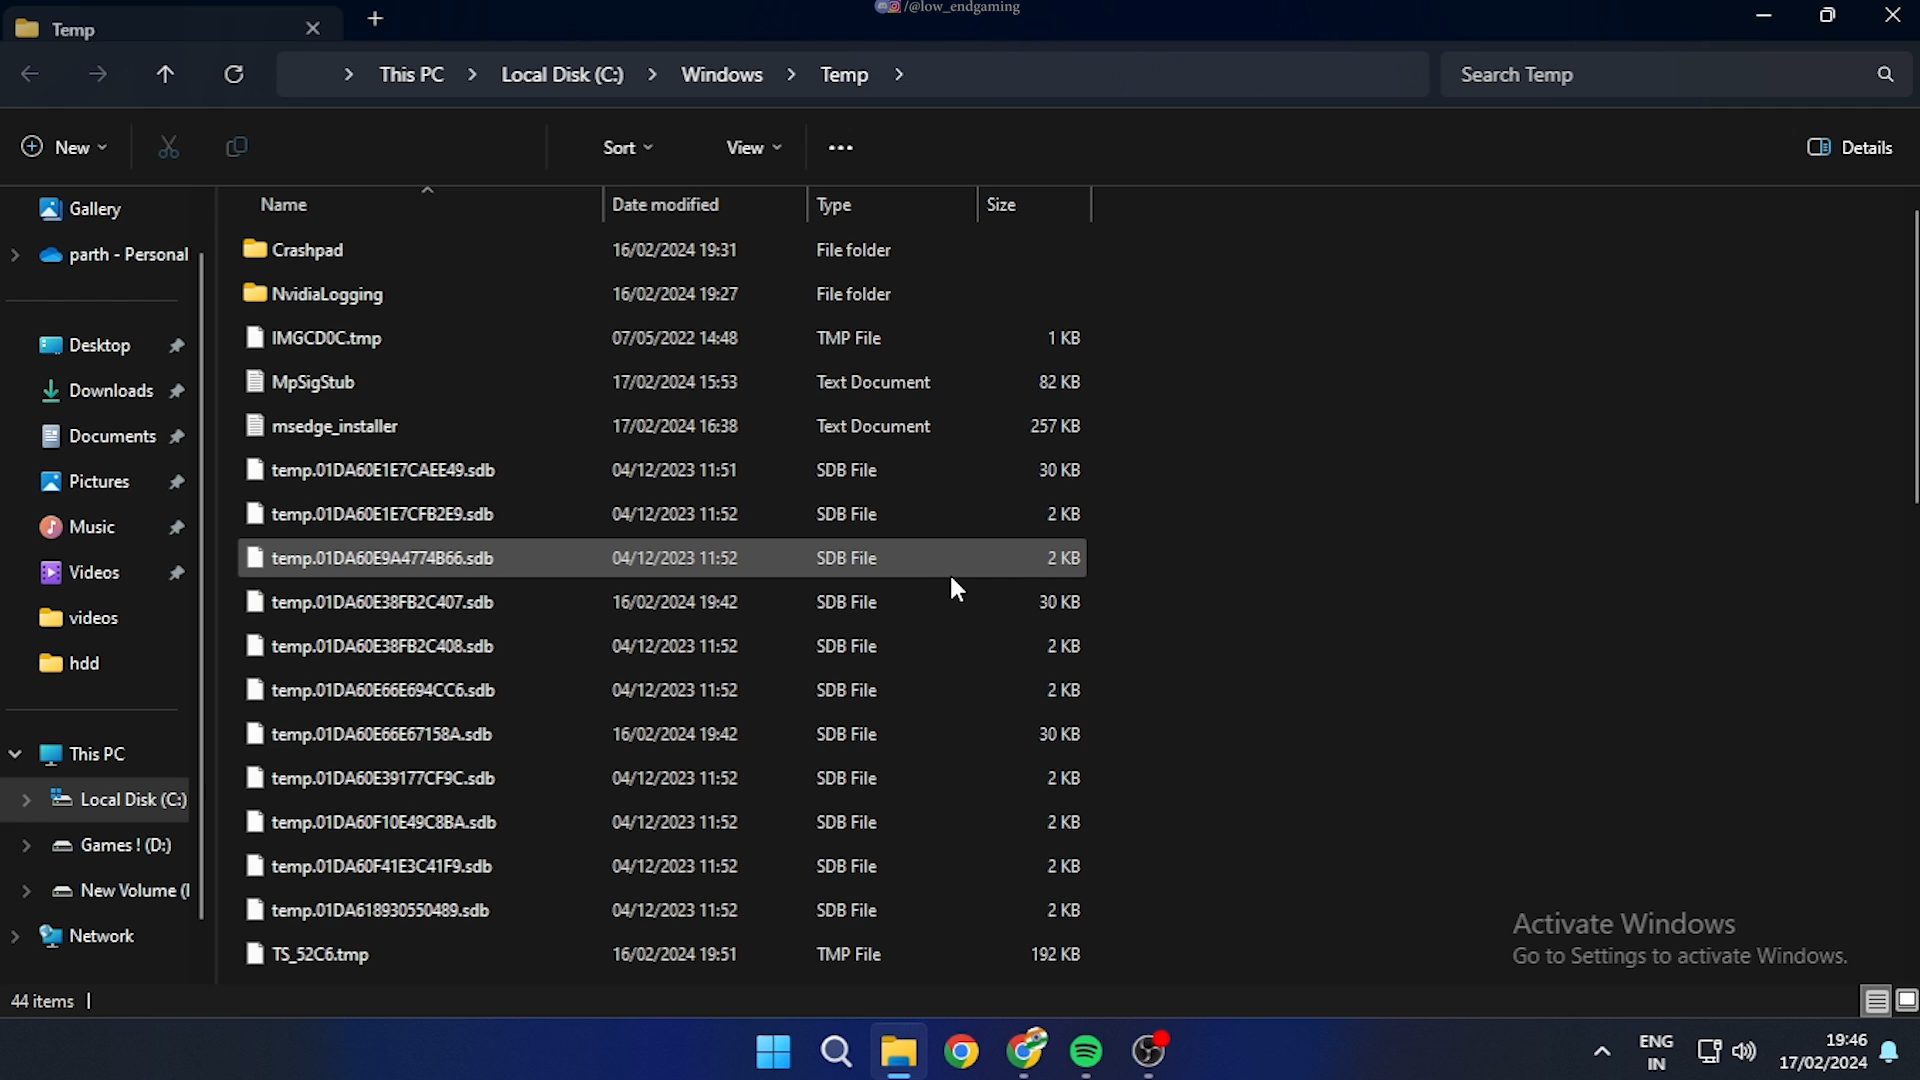 /@low_endgaming
Temp
This PC > Local Disk (C:) > Windows > Temp >
Search Temp
New
Sort
View
Details
Name Date modified Type Size
Gallery
parth - Personal
Desktop
Downloads
Documents
Pictures
Music
Videos
videos
hdd
This PC
Local Disk (C:)
Games ! (D:)
New Volume (
Network
Crashpad 16/02/2024 19:31 File folder
NvidiaLogging 16/02/2024 19:27 File folder
IMGCD0C.tmp 07/05/2022 14:48 TMP File 1 KB
MpSigStub 17/02/2024 15:53 Text Document 82 KB
msedge_installer 17/02/2024 16:38 Text Document 257 KB
temp.01DA60E1E7CAEE49.sdb 04/12/2023 11:51 SDB File 30 KB
temp.01DA60E1E7CFB2E9.sdb 04/12/2023 11:52 SDB File 2 KB
temp.01DA60E9A4774B66.sdb 04/12/2023 11:52 SDB File 2 KB
temp.01DA60E38FB2C407.sdb 16/02/2024 19:42 SDB File 30 KB
temp.01DA60E38FB2C408.sdb 04/12/2023 11:52 SDB File 2 KB
temp.01DA60E66E694CC6.sdb 04/12/2023 11:52 SDB File 2 KB
temp.01DA60E66E67158A.sdb 16/02/2024 19:42 SDB File 30 KB
temp.01DA60E39177CF9C.sdb 04/12/2023 11:52 SDB File 2 KB
temp.01DA60F10E49C8BA.sdb 04/12/2023 11:52 SDB File 2 KB
temp.01DA60F41E3C41F9.sdb 04/12/2023 11:52 SDB File 2 KB
temp.01DA618930550489.sdb 04/12/2023 11:52 SDB File 2 KB
TS_52C6.tmp 16/02/2024 19:51 TMP File 192 KB
Activate Windows
Go to Settings to activate Windows.
44 items
ENG
IN
19:46
17/02/2024